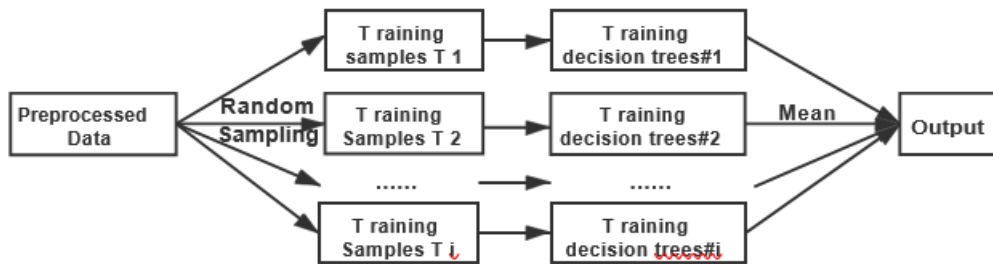 T raining
samples T 1
T raining
decision trees#1
Preprocessed
Data
Random
Sampling
T raining
Samples T 2
T raining
decision trees#2
Mean
Output
......
......
T raining
Samples T i
T raining
decision trees#i